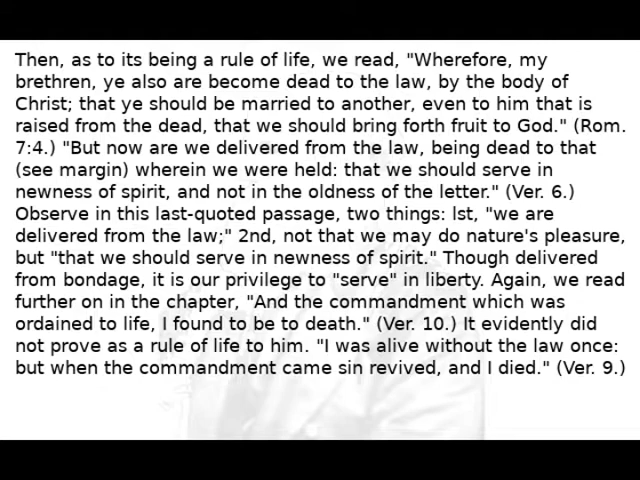 Then, as to its being a rule of life, we read, "Wherefore, my
brethren, ye also are become dead to the law, by the body of
Christ; that ye should be married to another, even to him that is
raised from the dead, that we should bring forth fruit to God." (Rom.
7:4.) "But now are we delivered from the law, being dead to that
(see margin) wherein we were held: that we should serve in
newness of spirit, and not in the oldness of the letter." (Ver. 6.)
Observe in this last-quoted passage, two things: lst, "we are
delivered from the law;" 2nd, not that we may do nature's pleasure,
but "that we should serve in newness of spirit." Though delivered
from bondage, it is our privilege to "serve" in liberty. Again, we read
further on in the chapter, "And the commandment which was
ordained to life, I found to be to death." (Ver. 10.) It evidently did
not prove as a rule of life to him. "I was alive without the law once:
but when the commandment came sin revived, and I died." (Ver. 9.)